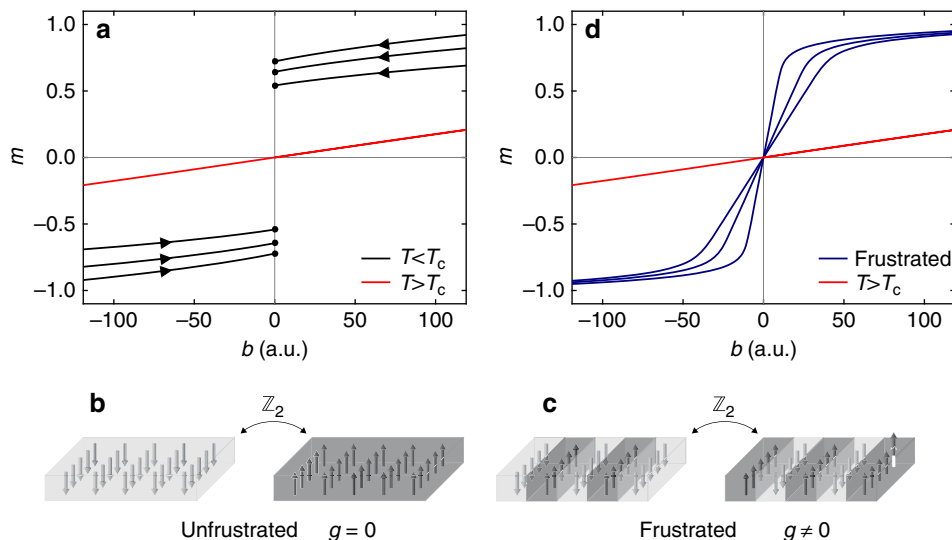 a
m
1.0
0.5
0.0
−0.5
−1.0
T<Tc
T>Tc
−100
−50
0
50
100
b (a.u.)
d
m
1.0
0.5
0.0
−0.5
−1.0
Frustrated
T>Tc
−100
−50
0
50
100
b (a.u.)
b
ℤ2
Unfrustrated g = 0
c
ℤ2
Frustrated g ≠ 0